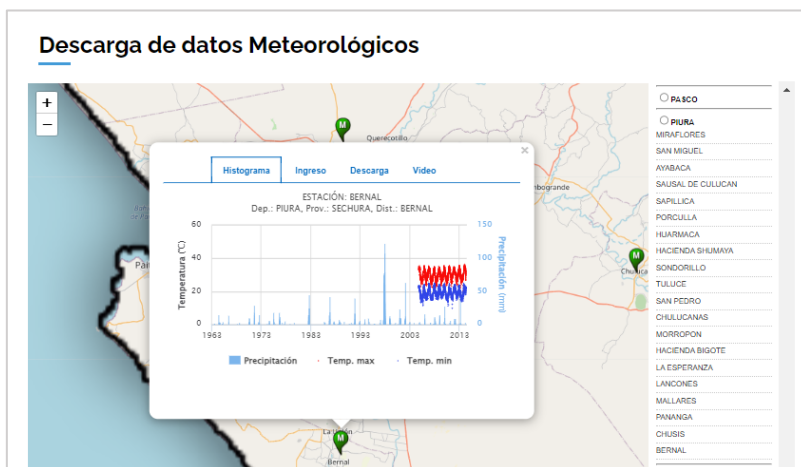 Descarga de datos Meteorológicos
+
−
M
Querecotillo
×
Histograma Ingreso Descarga Video
ESTACIÓN: BERNAL
Dep.: PIURA, Prov.: SECHURA, Dist.: BERNAL
Temperatura (°C)
60
40
20
0
150
100
50
0
Precipitación (mm)
1963 1973 1983 1993 2003 2013
Precipitación · Temp. max · Temp. min
M
M
Bernal
PASCO
PIURA
MIRAFLORES
SAN MIGUEL
AYABACA
SAUSAL DE CULUCAN
SAPILLICA
PORCULLA
HUARMACA
HACIENDA SHUMAYA
SONDORILLO
TULUCE
SAN PEDRO
CHULUCANAS
MORROPON
HACIENDA BIGOTE
LA ESPERANZA
LANCONES
MALLARES
PANANGA
CHUSIS
BERNAL